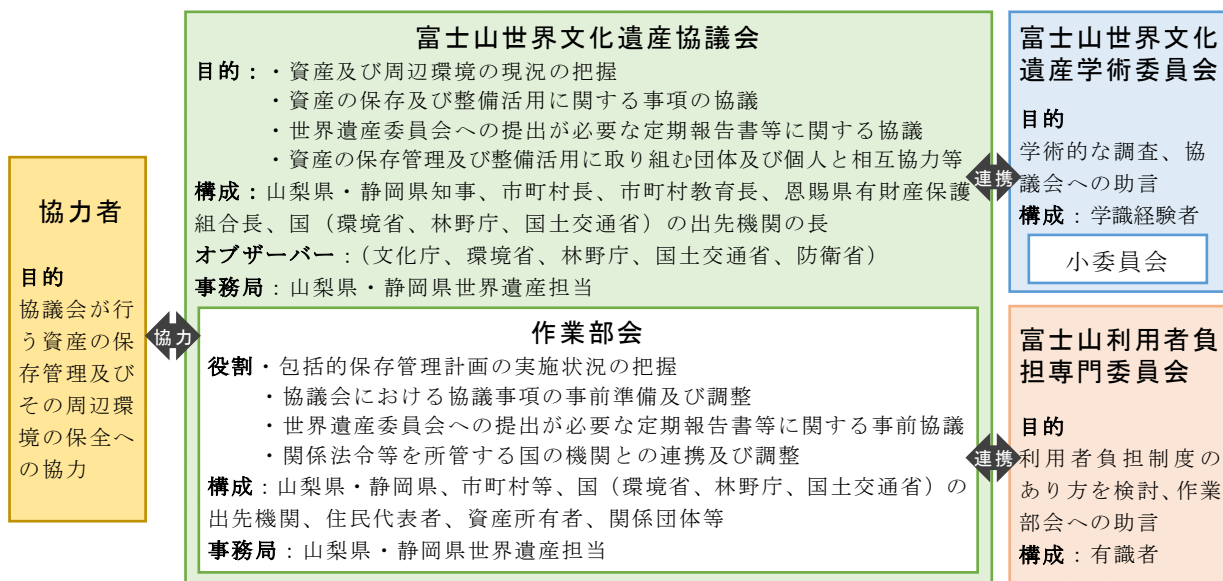 協力者
目的
協議会が行
う資産の保
存管理及び
その周辺環
境の保全へ
の協力
協力
富士山世界文化遺産協議会
目的：・資産及び周辺環境の現況の把握
・資産の保存及び整備活用に関する事項の協議
・世界遺産委員会への提出が必要な定期報告書等に関する協議
・資産の保存管理及び整備活用に取り組む団体及び個人と相互協力等
構成：山梨県・静岡県知事、市町村長、市町村教育長、恩賜県有財産保護
組合長、国（環境省、林野庁、国土交通省）の出先機関の長
オブザーバー：（文化庁、環境省、林野庁、国土交通省、防衛省）
事務局：山梨県・静岡県世界遺産担当
作業部会
役割・包括的保存管理計画の実施状況の把握
・協議会における協議事項の事前準備及び調整
・世界遺産委員会への提出が必要な定期報告書等に関する事前協議
・関係法令等を所管する国の機関との連携及び調整
構成：山梨県・静岡県、市町村等、国（環境省、林野庁、国土交通省）の
出先機関、住民代表者、資産所有者、関係団体等
事務局：山梨県・静岡県世界遺産担当
連携
富士山世界文化
遺産学術委員会
目的
学術的な調査、協
議会への助言
構成：学識経験者
小委員会
連携
富士山利用者負
担専門委員会
目的
利用者負担制度の
あり方を検討、作業
部会への助言
構成：有識者